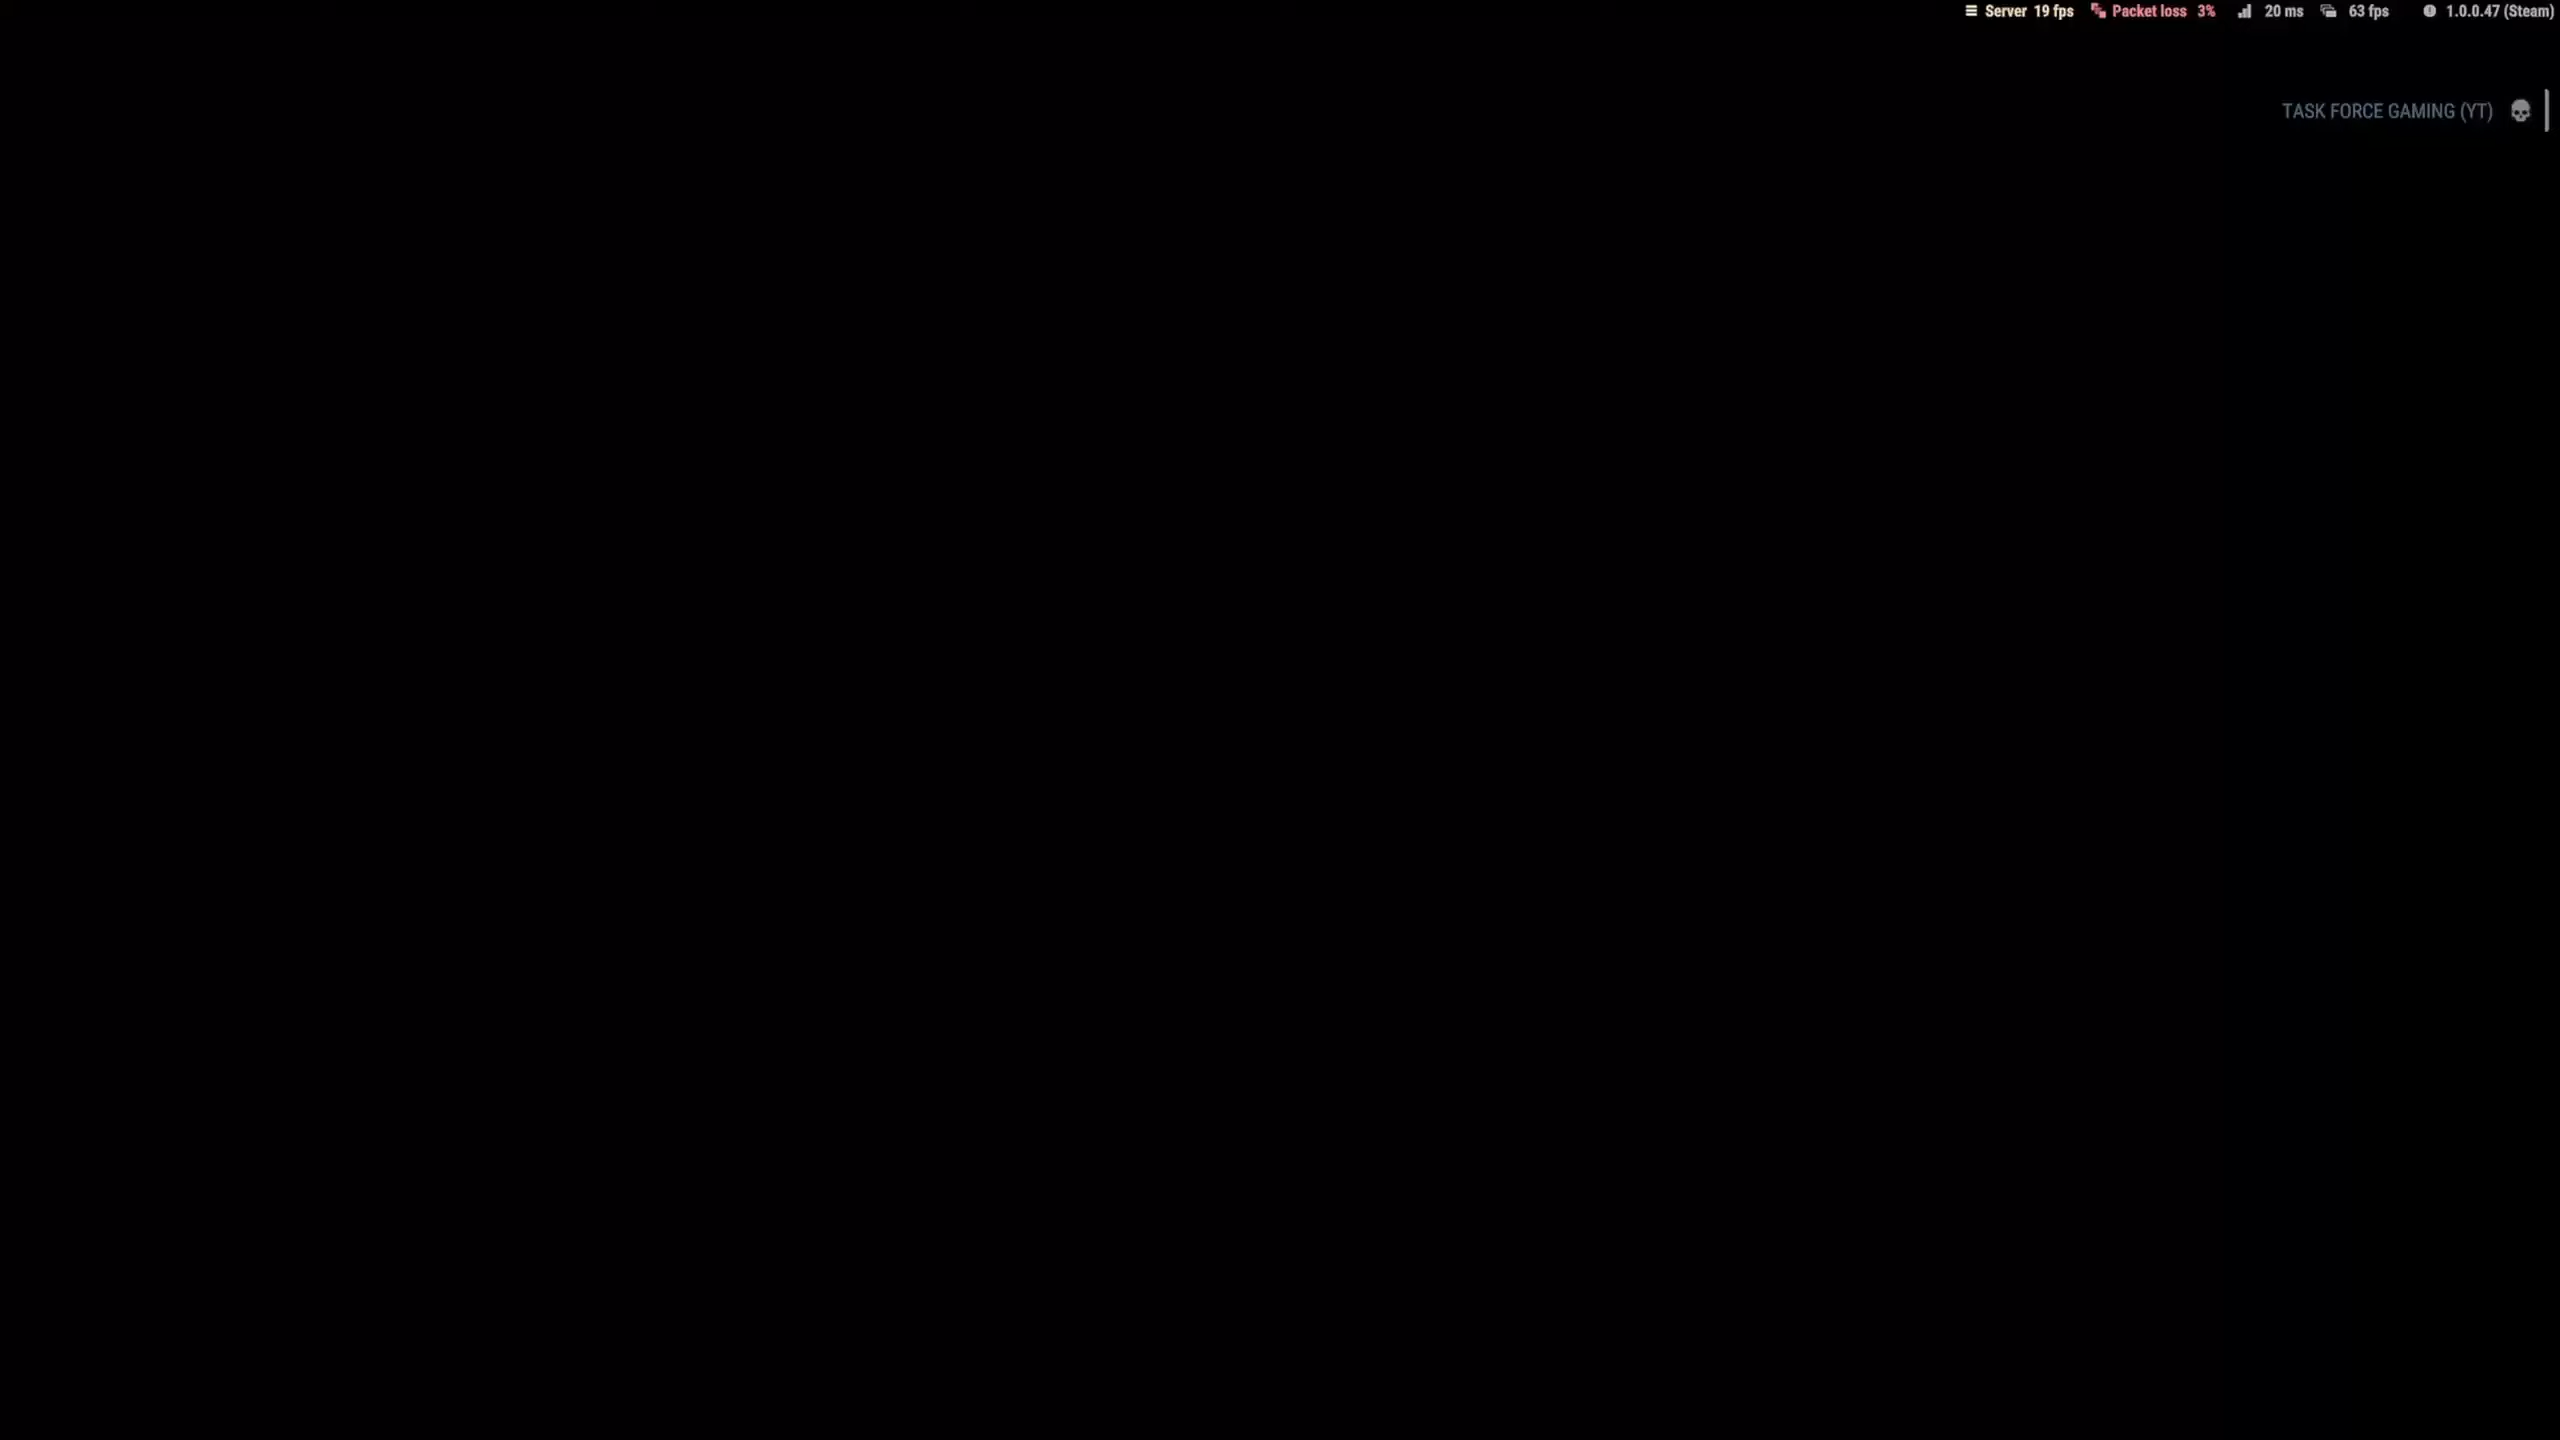 Server 19 fps Packet loss 3% 20 ms 63 fps 1.0.0.47 (Steam)
TASK FORCE GAMING (YT)